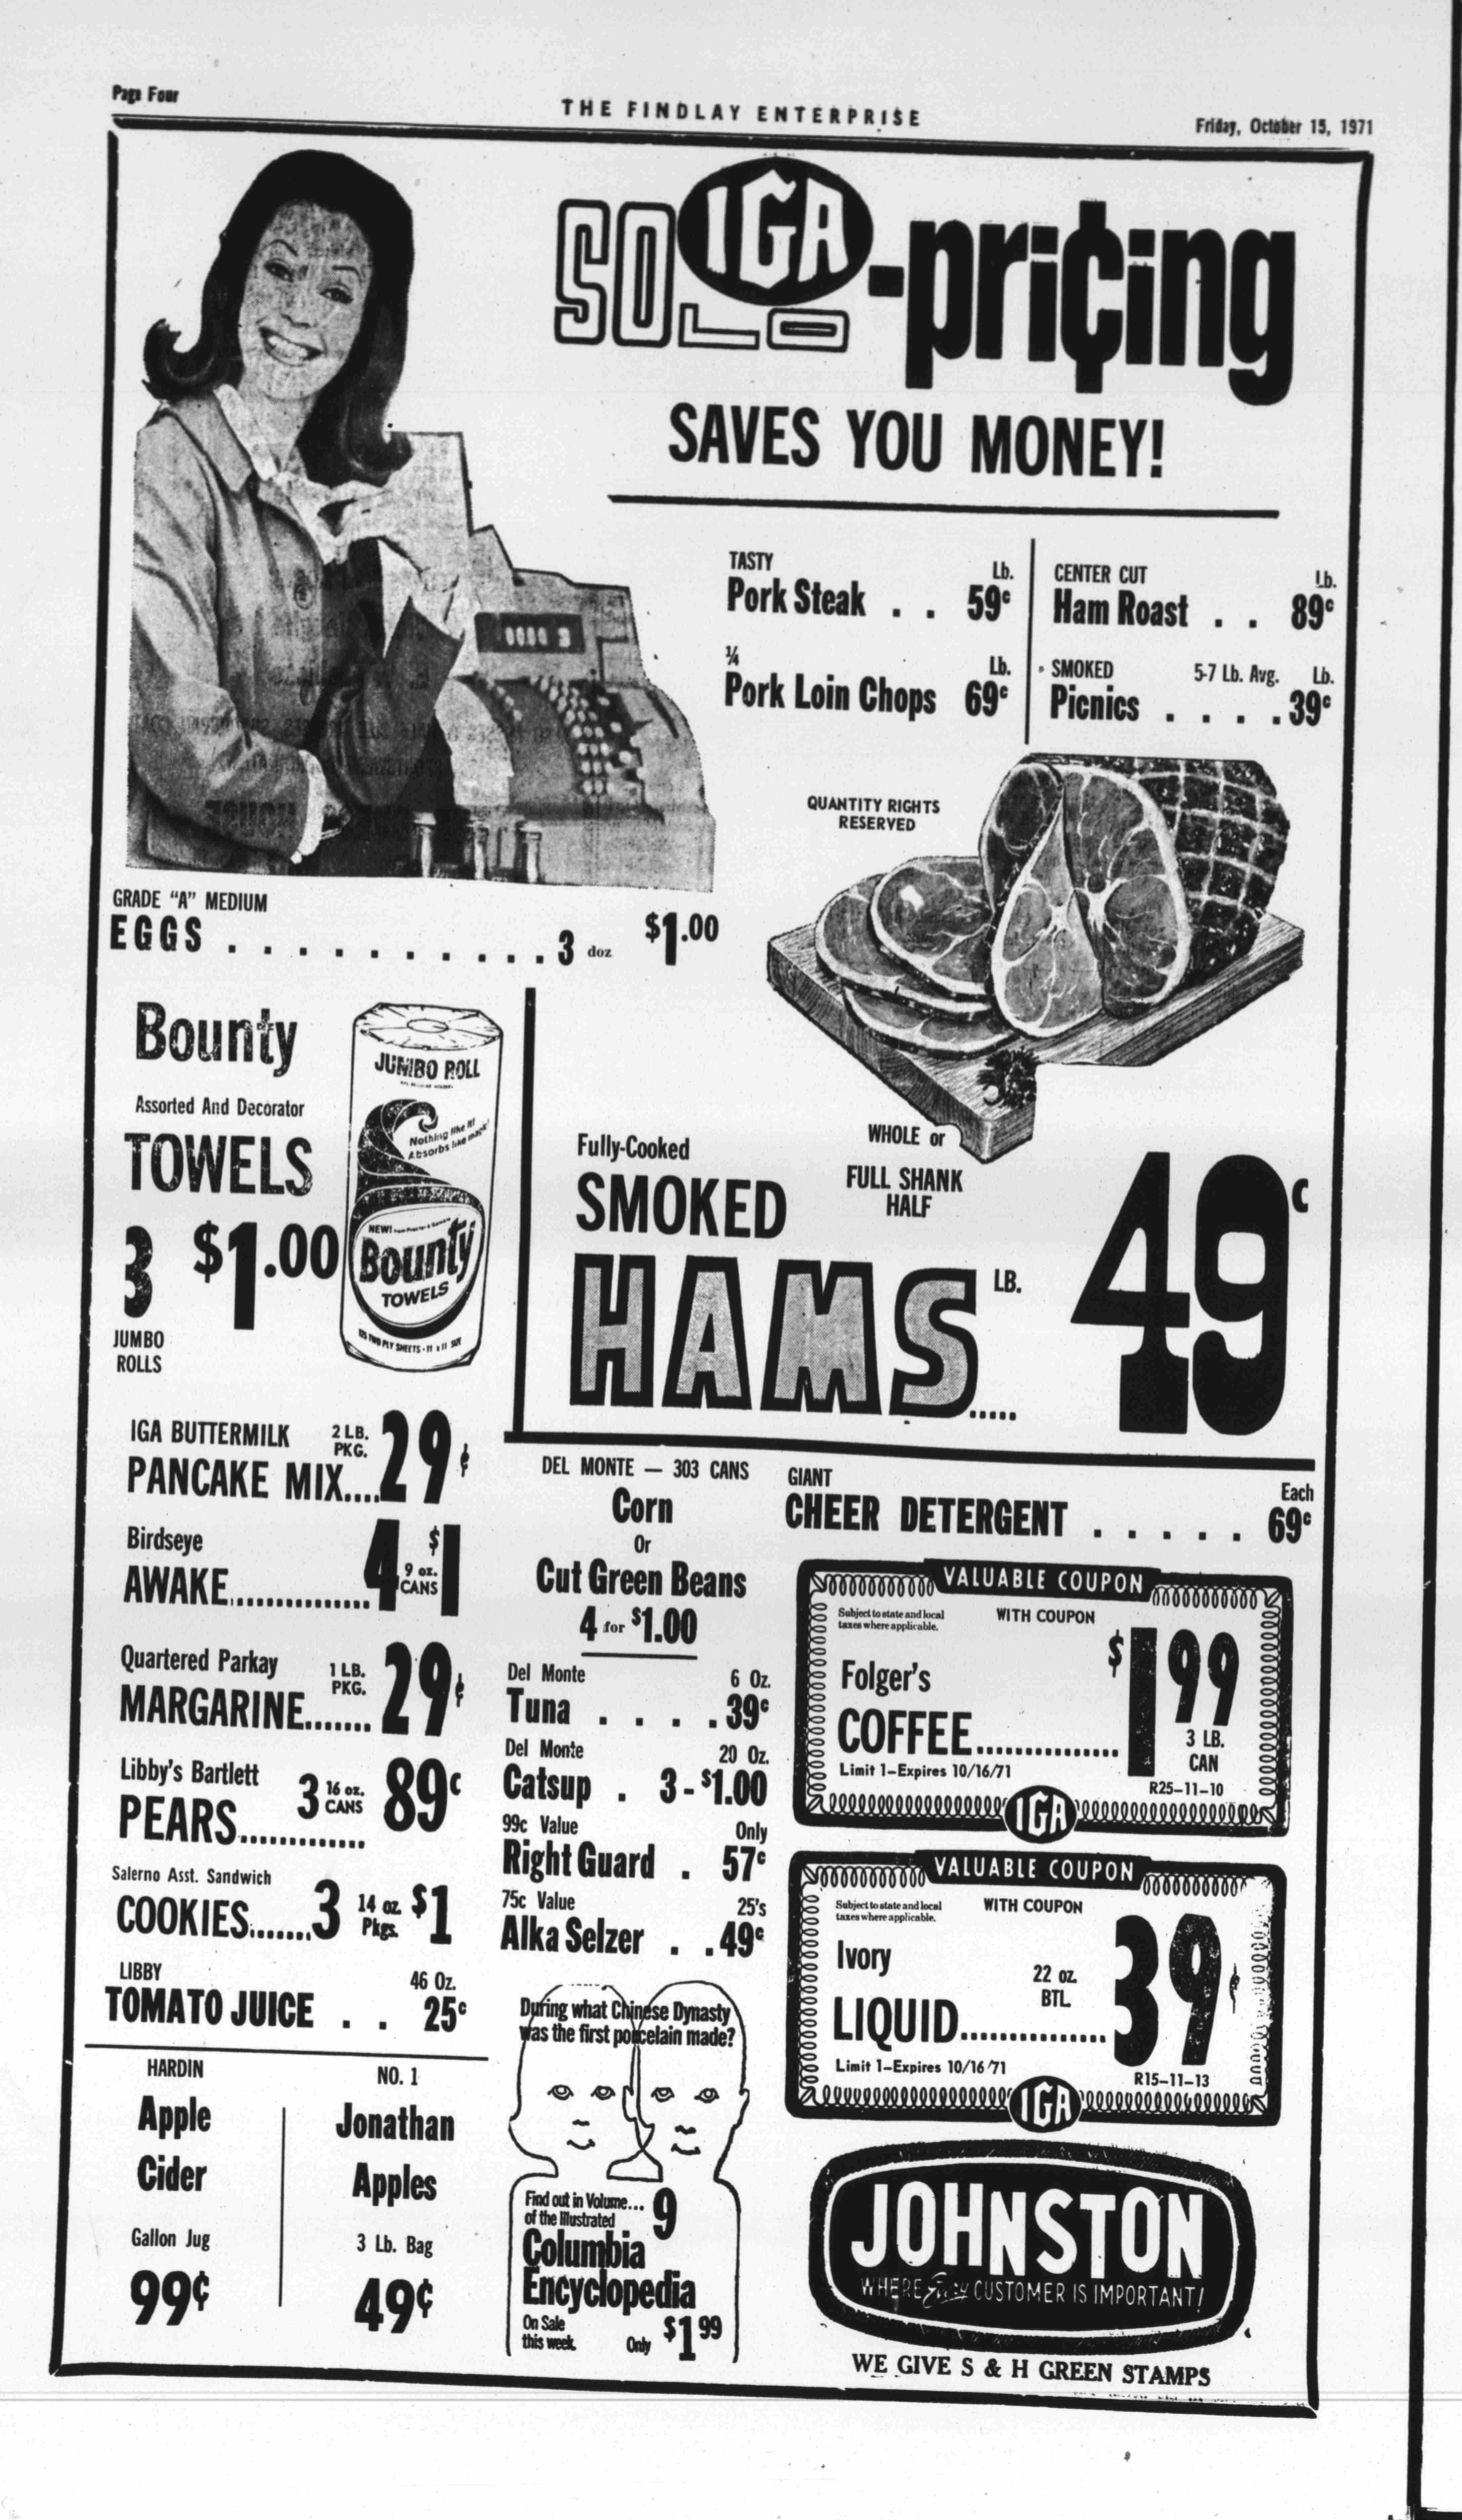 Page Four
THE FINDLAY ENTERPRISE
Friday, October 15, 1971
SOLO IGA-pri¢ing
SAVES YOU MONEY!
TASTY Lb.
Pork Steak . . 59c
¼ Lb.
Pork Loin Chops 69c
CENTER CUT Lb.
Ham Roast . . 89c
SMOKED 5-7 Lb. Avg. Lb.
Picnics . . . . 39c
QUANTITY RIGHTS
RESERVED
GRADE "A" MEDIUM
EGGS . . . . . . . . . . 3 doz $1.00
Bounty
Assorted And Decorator
TOWELS
3 $1.00
JUMBO
ROLLS
JUMBO ROLL
Nothing like it!
Absorbs like magic!
NEW!
Bounty
TOWELS
125 TWO PLY SHEETS - 11 x 11 SIZE
Fully-Cooked
SMOKED
HAMS.....
WHOLE or
FULL SHANK
HALF
LB.
49c
IGA BUTTERMILK 2 LB.
PKG.
PANCAKE MIX.... 29¢
Birdseye
AWAKE............... 4 9 oz. CANS $1
Quartered Parkay 1 LB.
PKG.
MARGARINE....... 29¢
Libby's Bartlett
PEARS............. 3 16 oz. CANS 89c
Salerno Asst. Sandwich
COOKIES....... 3 14 oz. Pkgs. $1
LIBBY 46 Oz.
TOMATO JUICE . . 25c
HARDIN
Apple
Cider
Gallon Jug
99¢
NO. 1
Jonathan
Apples
3 Lb. Bag
49¢
DEL MONTE — 303 CANS
Corn
Or
Cut Green Beans
4 for $1.00
Del Monte 6 Oz.
Tuna . . . . 39c
Del Monte 20 Oz.
Catsup . 3 - $1.00
99c Value Only
Right Guard . 57c
75c Value 25's
Alka Selzer . . 49c
During what Chinese Dynasty
was the first porcelain made?
Find out in Volume... 9
of the Illustrated
Columbia
Encyclopedia
On Sale
this week. Only $1.99
GIANT Each
CHEER DETERGENT . . . . . 69c
VALUABLE COUPON
Subject to state and local
taxes where applicable.
WITH COUPON
Folger's
COFFEE............... $1.99
3 LB.
CAN
Limit 1-Expires 10/16/71
R25-11-10
IGA
VALUABLE COUPON
Subject to state and local
taxes where applicable.
WITH COUPON
Ivory
22 oz.
BTL.
LIQUID............... 39¢
Limit 1-Expires 10/16/71
R15-11-13
IGA
JOHNSTON
WHERE Every CUSTOMER IS IMPORTANT!
WE GIVE S & H GREEN STAMPS